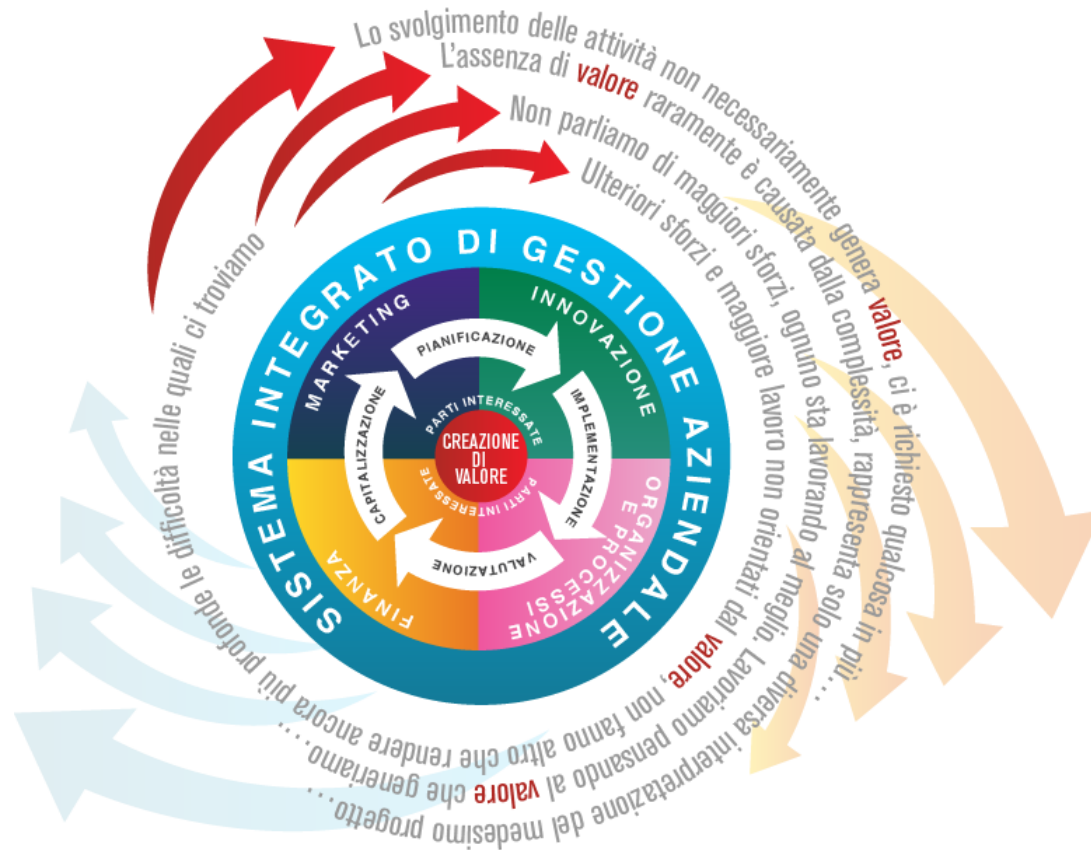 Lo svolgimento delle attività non necessariamente genera valore, ci è richiesto qualcosa in più...
L'assenza di valore raramente è causata dalla complessità, rappresenta solo una diversa interpretazione del medesimo progetto...
Non parliamo di maggiori sforzi, ognuno sta lavorando al meglio. Lavoriamo pensando al valore che generiamo...
Ulteriori sforzi e maggiore lavoro non orientati dal valore, non fanno altro che rendere ancora più profonde le difficoltà nelle quali ci troviamo
SISTEMA INTEGRATO DI GESTIONE AZIENDALE
MARKETING
INNOVAZIONE
ORGANIZZAZIONE
E PROCESSI
FINANZA
PIANIFICAZIONE
IMPLEMENTAZIONE
VALUTAZIONE
CAPITALIZZAZIONE
PARTI INTERESSATE
CREAZIONE
DI
VALORE
PARTI INTERESSATE